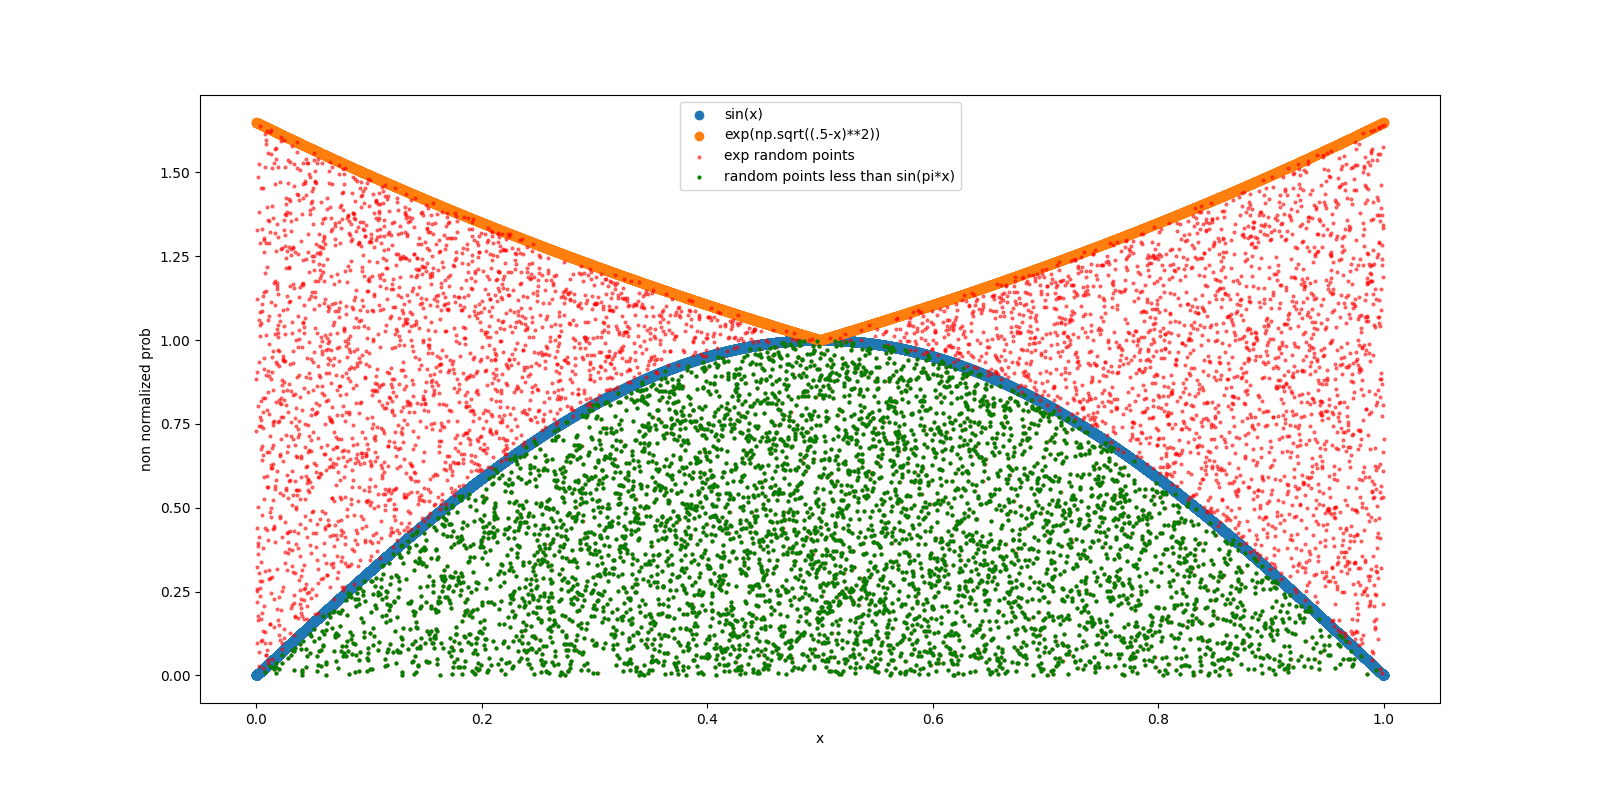 sin(x)
exp(np.sqrt((.5-x)**2))
exp random points
random points less than sin(pi*x)
1.50
1.25
1.00
0.75
0.50
0.25
0.00
non normalized prob
0.0 0.2 0.4 0.6 0.8 1.0
x